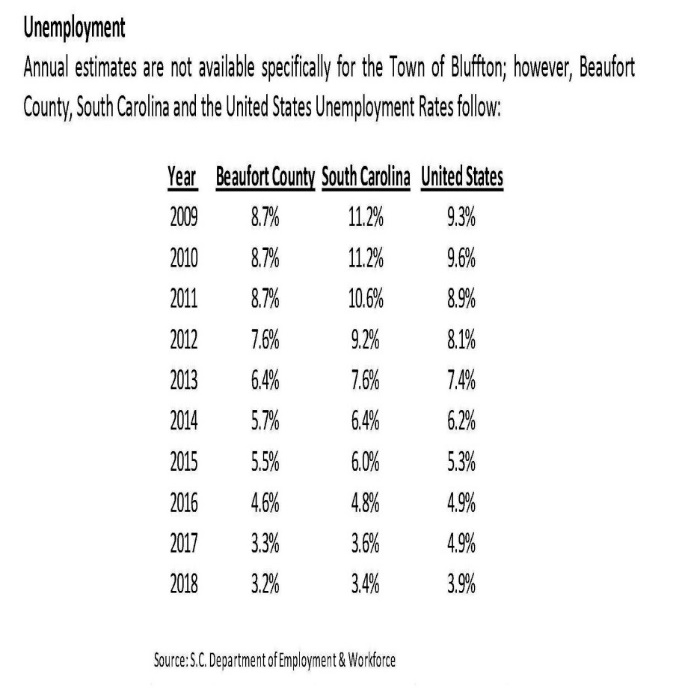 Unemployment
Annual estimates are not available specifically for the Town of Bluffton; however, Beaufort
County, South Carolina and the United States Unemployment Rates follow:
Year Beaufort County South Carolina United States
2009 8.7% 11.2% 9.3%
2010 8.7% 11.2% 9.6%
2011 8.7% 10.6% 8.9%
2012 7.6% 9.2% 8.1%
2013 6.4% 7.6% 7.4%
2014 5.7% 6.4% 6.2%
2015 5.5% 6.0% 5.3%
2016 4.6% 4.8% 4.9%
2017 3.3% 3.6% 4.9%
2018 3.2% 3.4% 3.9%
Source: S.C. Department of Employment & Workforce